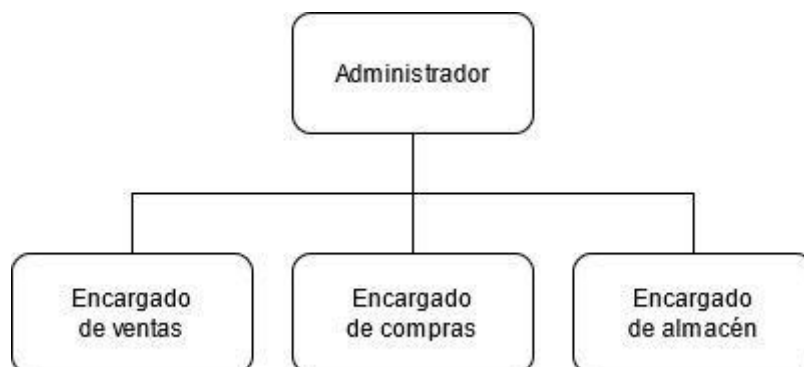 Administrador
Encargado
de ventas
Encargado
de compras
Encargado
de almacén